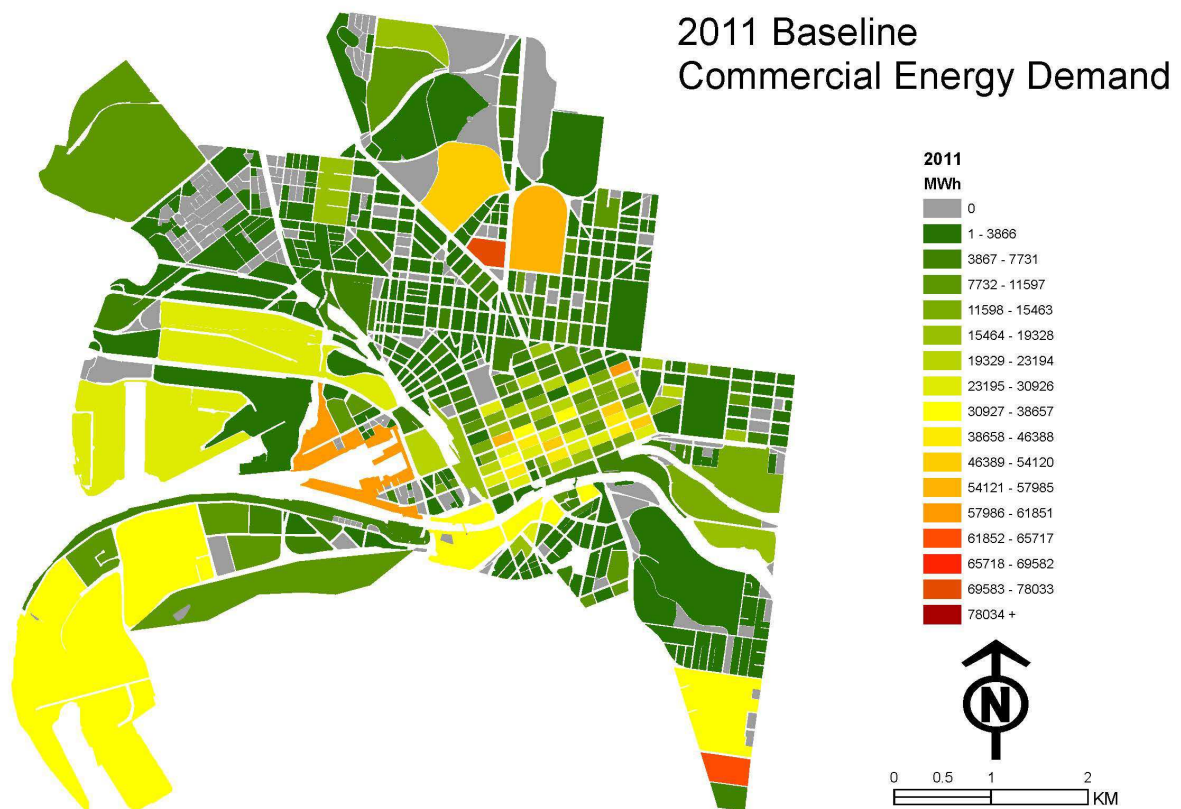 2011 Baseline
Commercial Energy Demand
2011
MWh
0
1 - 3866
3867 - 7731
7732 - 11597
11598 - 15463
15464 - 19328
19329 - 23194
23195 - 30926
30927 - 38657
38658 - 46388
46389 - 54120
54121 - 57985
57986 - 61851
61852 - 65717
65718 - 69582
69583 - 78033
78034 +
N
0 0.5 1 2
KM